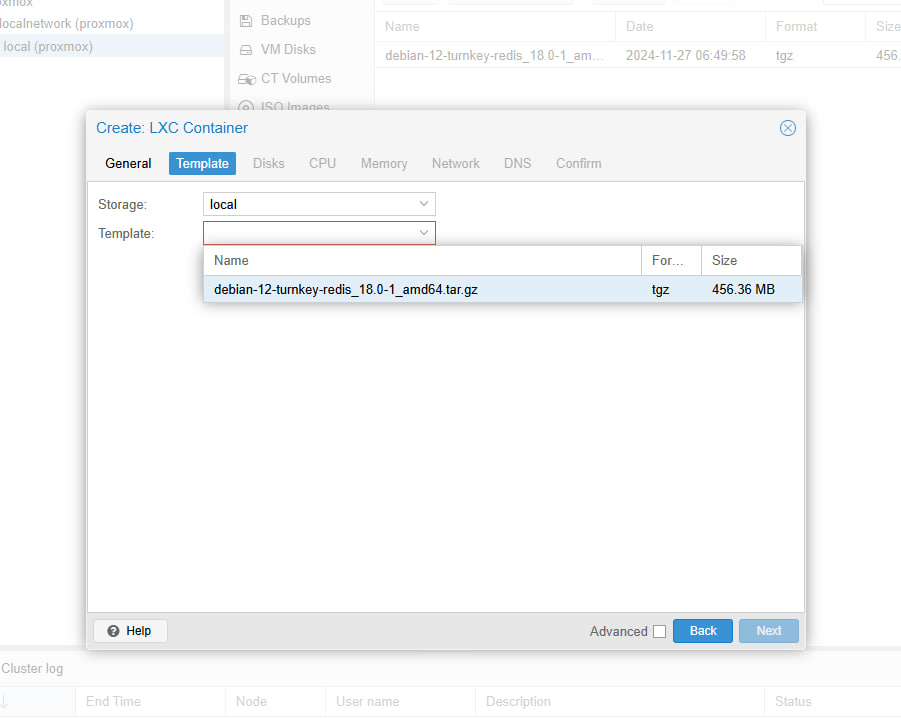 localnetwork (proxmox)
local (proxmox)
Backups
VM Disks
CT Volumes
ISO Images
Name Date Format Size
debian-12-turnkey-redis_18.0-1_am... 2024-11-27 06:49:58 tgz 456.
Create: LXC Container
General Template Disks CPU Memory Network DNS Confirm
Storage: local
Template:
Name For... Size
debian-12-turnkey-redis_18.0-1_amd64.tar.gz tgz 456.36 MB
Help Advanced Back Next
Cluster log
End Time Node User name Description Status